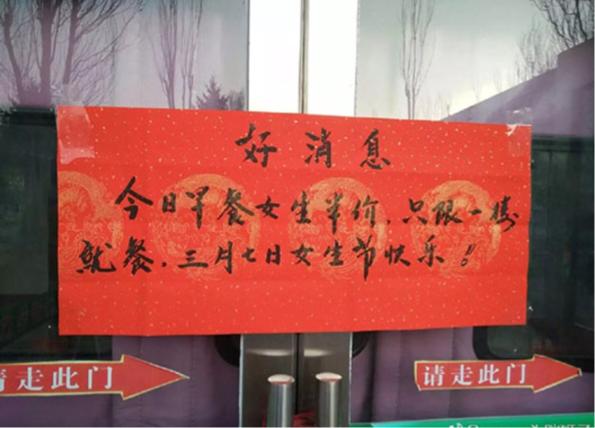 好消息
今日早餐女生半价,只限一楼
就餐,三月七日女生节快乐!
请走此门
请走此门